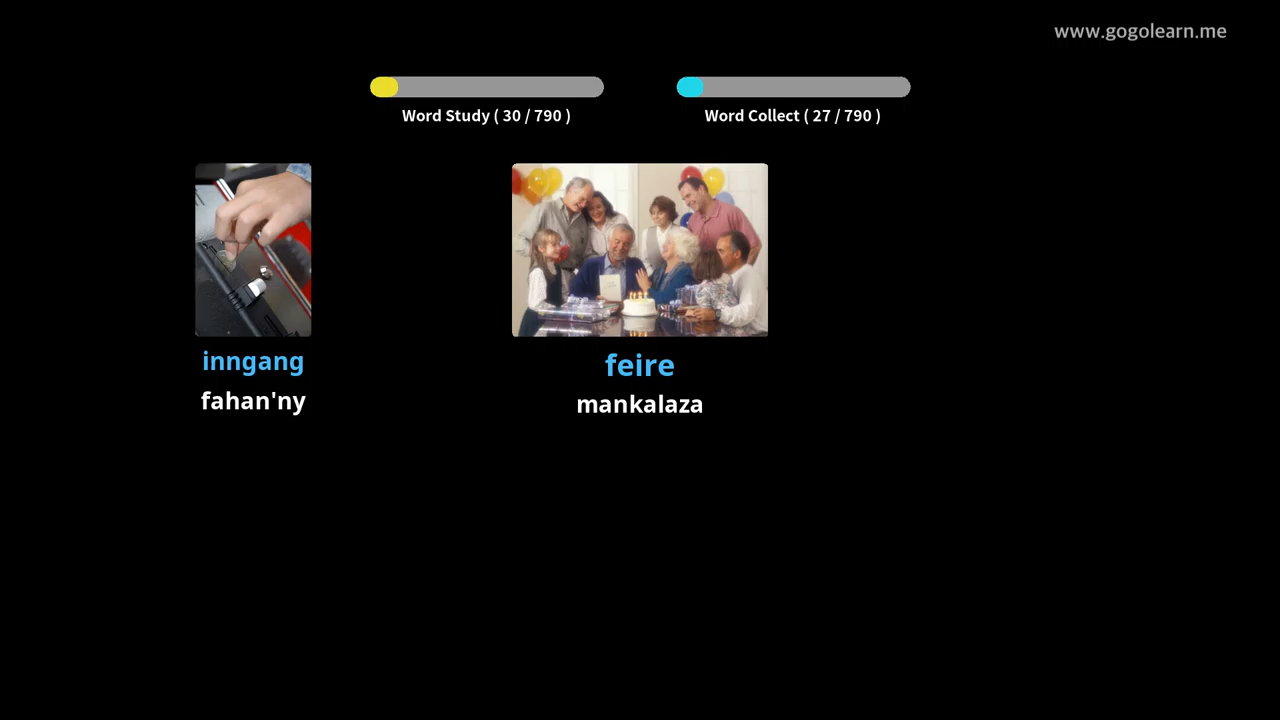 www.gogolearn.me
Word Study ( 30 / 790 )
Word Collect ( 27 / 790 )
inngang
fahan'ny
feire
mankalaza